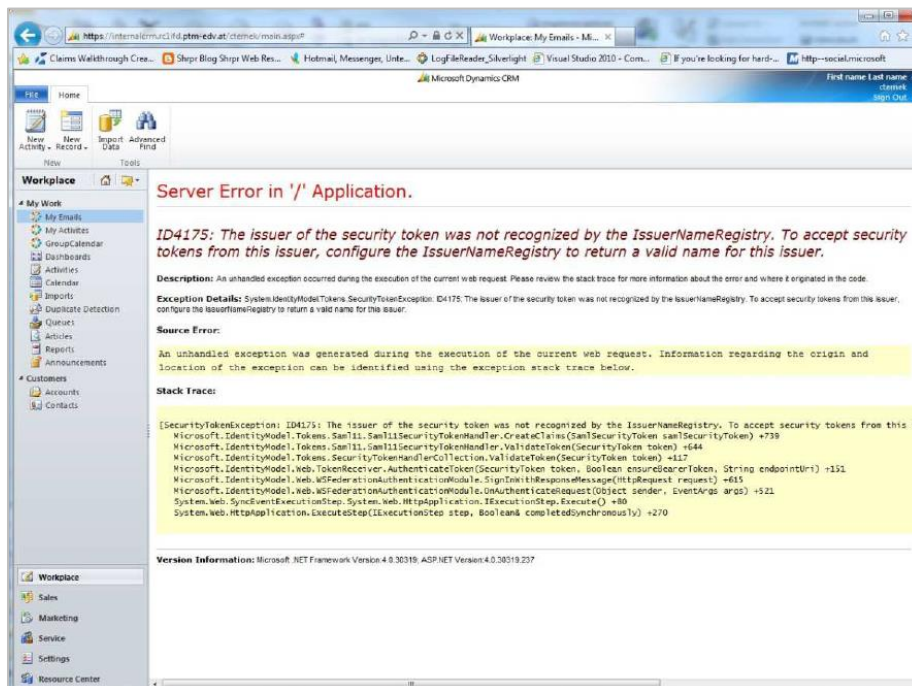 https://internalcrm.rc1ifd.ptm-edv.at/cternek/main.aspx#
Workplace: My Emails - Mi...
Claims Walkthrough Crea...
Shrpr Blog Shrpr Web Res...
Hotmail, Messenger, Unte...
LogFileReader_Silverlight
Visual Studio 2010 - Com...
If you're looking for hard-...
http--social.microsoft
Microsoft Dynamics CRM
First name Last name
cternek
Sign Out
File Home
New Activity
New Record
Import Data
Advanced Find
New
Tools
Workplace
My Work
My Emails
My Activites
GroupCalendar
Dashboards
Activities
Calendar
Imports
Duplicate Detection
Queues
Articles
Reports
Announcements
Customers
Accounts
Contacts
Workplace
Sales
Marketing
Service
Settings
Resource Center
Server Error in '/' Application.
ID4175: The issuer of the security token was not recognized by the IssuerNameRegistry. To accept security
tokens from this issuer, configure the IssuerNameRegistry to return a valid name for this issuer.
Description: An unhandled exception occurred during the execution of the current web request. Please review the stack trace for more information about the error and where it originated in the code.
Exception Details: System.IdentityModel.Tokens.SecurityTokenException: ID4175: The issuer of the security token was not recognized by the IssuerNameRegistry. To accept security tokens from this issuer,
configure the IssuerNameRegistry to return a valid name for this issuer.
Source Error:
An unhandled exception was generated during the execution of the current web request. Information regarding the origin and
location of the exception can be identified using the exception stack trace below.
Stack Trace:
[SecurityTokenException: ID4175: The issuer of the security token was not recognized by the IssuerNameRegistry. To accept security tokens from this
Microsoft.IdentityModel.Tokens.Saml11.Saml11SecurityTokenHandler.CreateClaims(SamlSecurityToken samlSecurityToken) +739
Microsoft.IdentityModel.Tokens.Saml11.Saml11SecurityTokenHandler.ValidateToken(SecurityToken token) +644
Microsoft.IdentityModel.Tokens.SecurityTokenHandlerCollection.ValidateToken(SecurityToken token) +117
Microsoft.IdentityModel.Web.TokenReceiver.AuthenticateToken(SecurityToken token, Boolean ensureBearerToken, String endpointUri) +151
Microsoft.IdentityModel.Web.WSFederationAuthenticationModule.SignInWithResponseMessage(HttpRequest request) +615
Microsoft.IdentityModel.Web.WSFederationAuthenticationModule.OnAuthenticateRequest(Object sender, EventArgs args) +521
System.Web.SyncEventExecutionStep.System.Web.HttpApplication.IExecutionStep.Execute() +80
System.Web.HttpApplication.ExecuteStep(IExecutionStep step, Boolean& completedSynchronously) +270
Version Information: Microsoft .NET Framework Version:4.0.30319; ASP.NET Version:4.0.30319.237